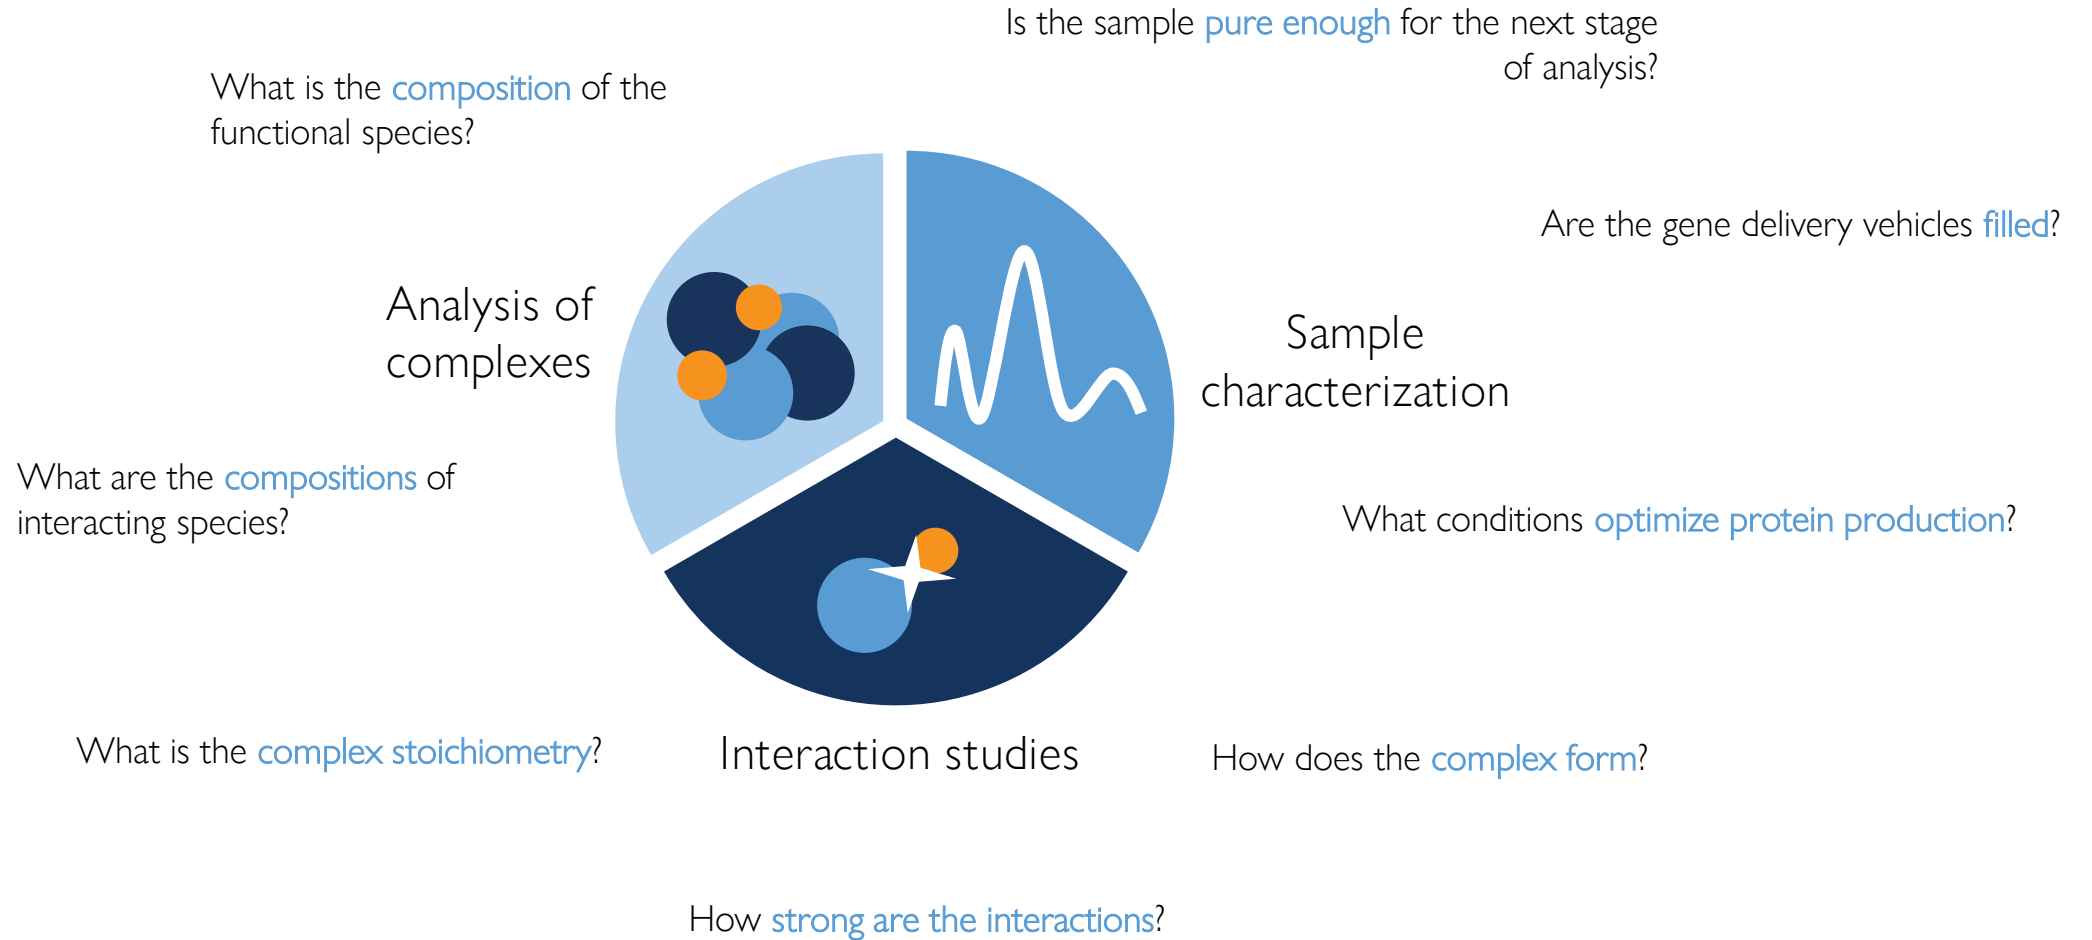 Is the sample pure enough for the next stage
of analysis?
What is the composition of the
functional species?
Are the gene delivery vehicles filled?
Analysis of
complexes
Sample
characterization
What are the compositions of
interacting species?
What conditions optimize protein production?
What is the complex stoichiometry?
Interaction studies
How does the complex form?
How strong are the interactions?